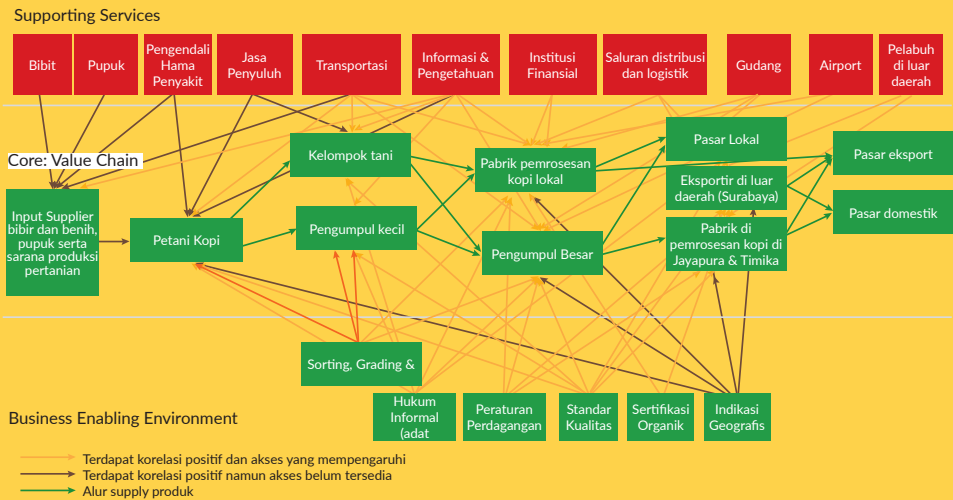 Supporting Services
Bibit
Pupuk
Pengendali
Hama
Penyakit
Jasa
Penyuluh
Transportasi
Informasi &
Pengetahuan
Institusi
Finansial
Saluran distribusi
dan logistik
Gudang
Airport
Pelabuh
di luar
daerah
Core: Value Chain
Input Supplier
bibir dan benih,
pupuk serta
sarana produksi
pertanian
Petani Kopi
Kelompok tani
Pengumpul kecil
Pabrik pemrosesan
kopi lokal
Pengumpul Besar
Pasar Lokal
Eksportir di luar
daerah (Surabaya)
Pabrik di
pemrosesan kopi di
Jayapura & Timika
Pasar eksport
Pasar domestik
Sorting, Grading &
Hukum
Informal
(adat
Peraturan
Perdagangan
Standar
Kualitas
Sertifikasi
Organik
Indikasi
Geografis
Business Enabling Environment
Terdapat korelasi positif dan akses yang mempengaruhi
Terdapat korelasi positif namun akses belum tersedia
Alur supply produk